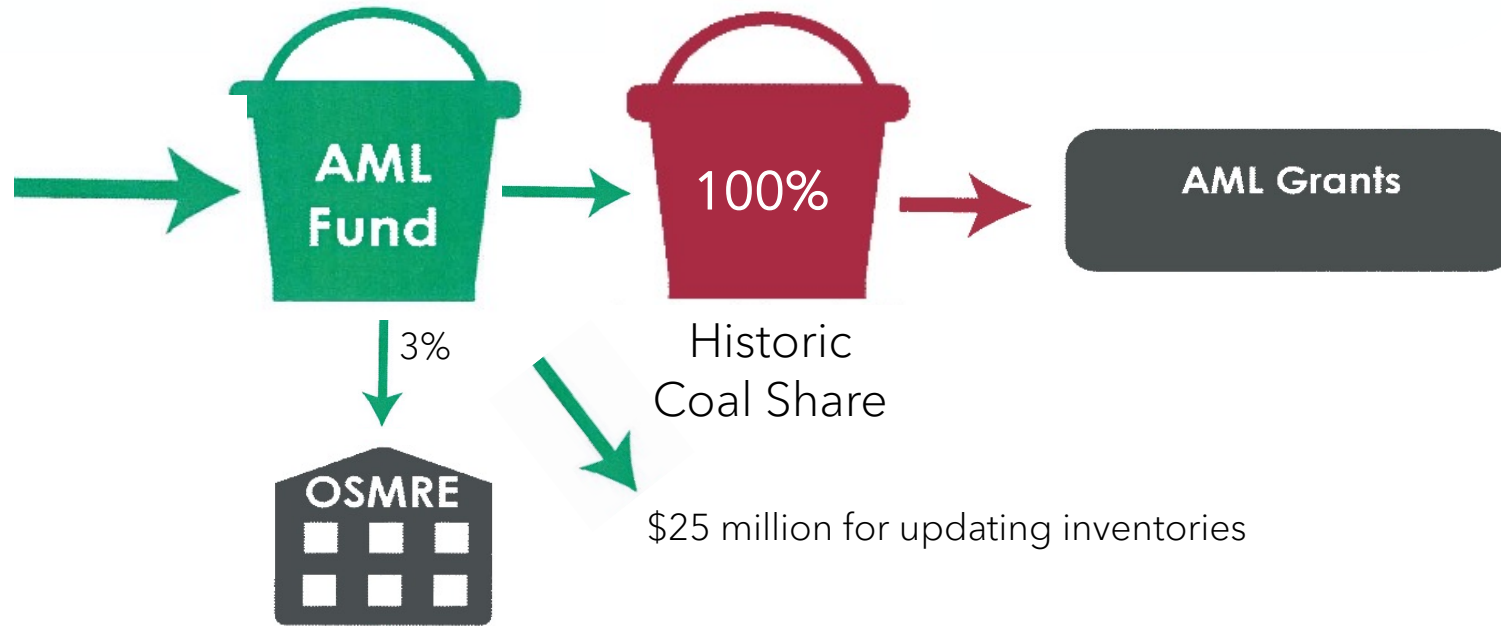 AML
Fund
100%
AML Grants
3%
Historic
Coal Share
OSMRE
$25 million for updating inventories